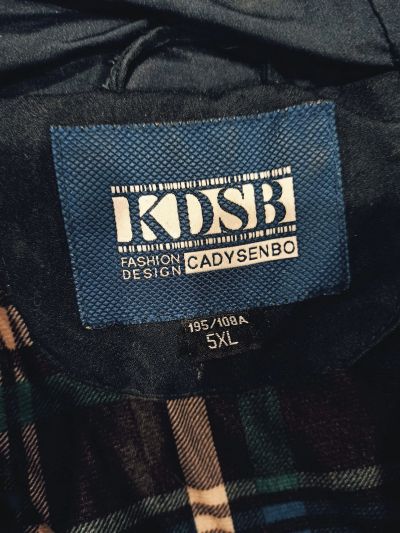 KDSB
FASHION
DESIGN
CADYSENBO
195/108A
5XL